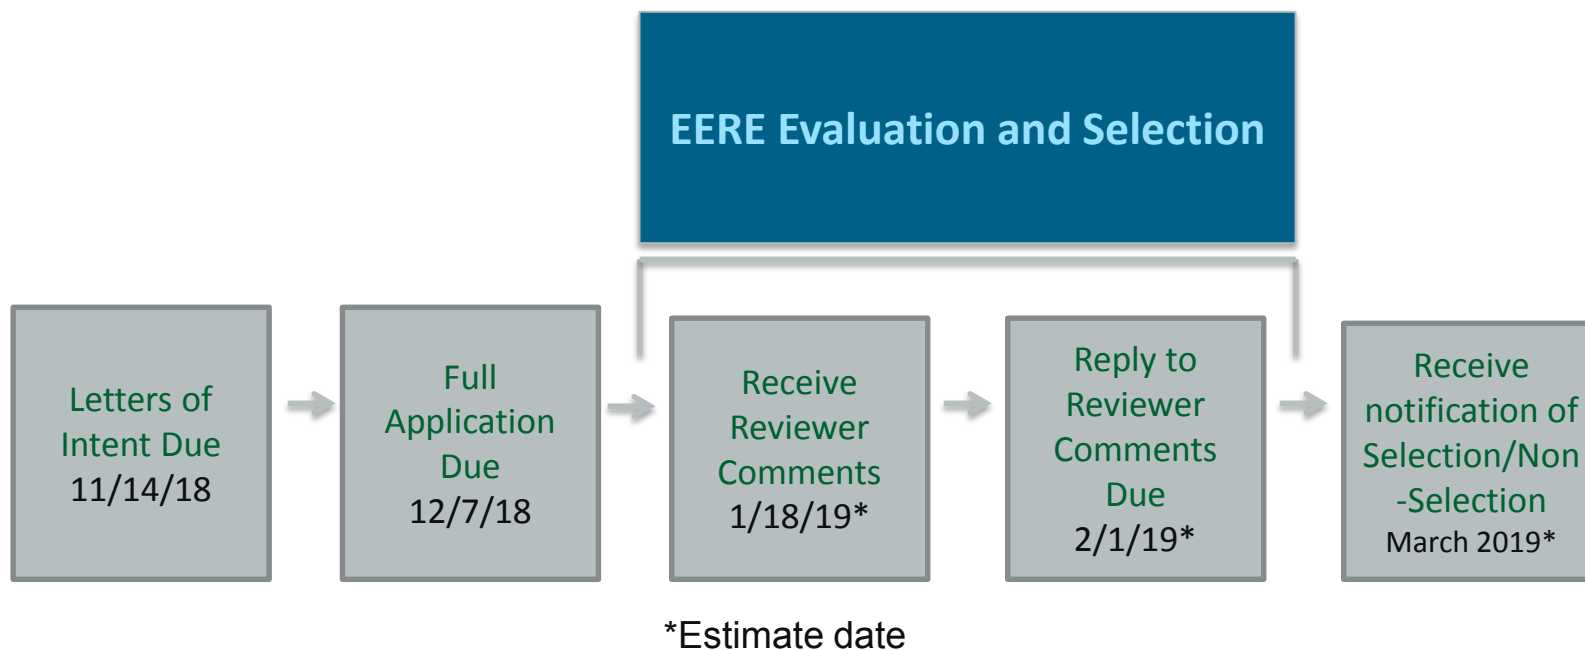 EERE Evaluation and Selection
Letters of
Intent Due
11/14/18
Full
Application
Due
12/7/18
Receive
Reviewer
Comments
1/18/19*
Reply to
Reviewer
Comments
Due
2/1/19*
Receive
notification of
Selection/Non
-Selection
March 2019*
*Estimate date